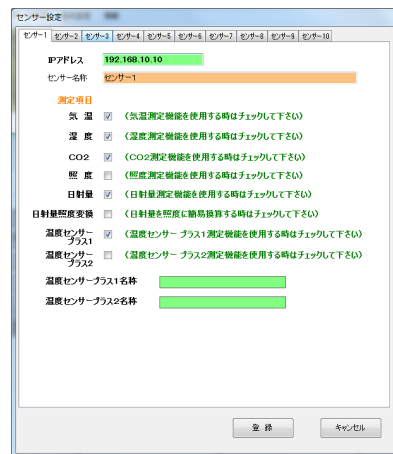 センサー設定
センサー1 センサー2 センサー3 センサー4 センサー5 センサー6 センサー7 センサー8 センサー9 センサー10
IPアドレス 192.168.10.10
センサー名称 センサー1
測定項目
気 温 (気温測定機能を使用する時はチェックして下さい)
湿 度 (湿度測定機能を使用する時はチェックして下さい)
CO2 (CO2測定機能を使用する時はチェックして下さい)
照 度 (照度測定機能を使用する時はチェックして下さい)
日射量 (日射量測定機能を使用する時はチェックして下さい)
日射量照度変換 (日射量を照度に簡易換算する時はチェックして下さい)
温度センサー
プラス1 (温度センサー プラス1測定機能を使用する時はチェックして下さい)
温度センサー
プラス2 (温度センサー プラス2測定機能を使用する時はチェックして下さい)
温度センサープラス1名称
温度センサープラス2名称
登 録 キャンセル